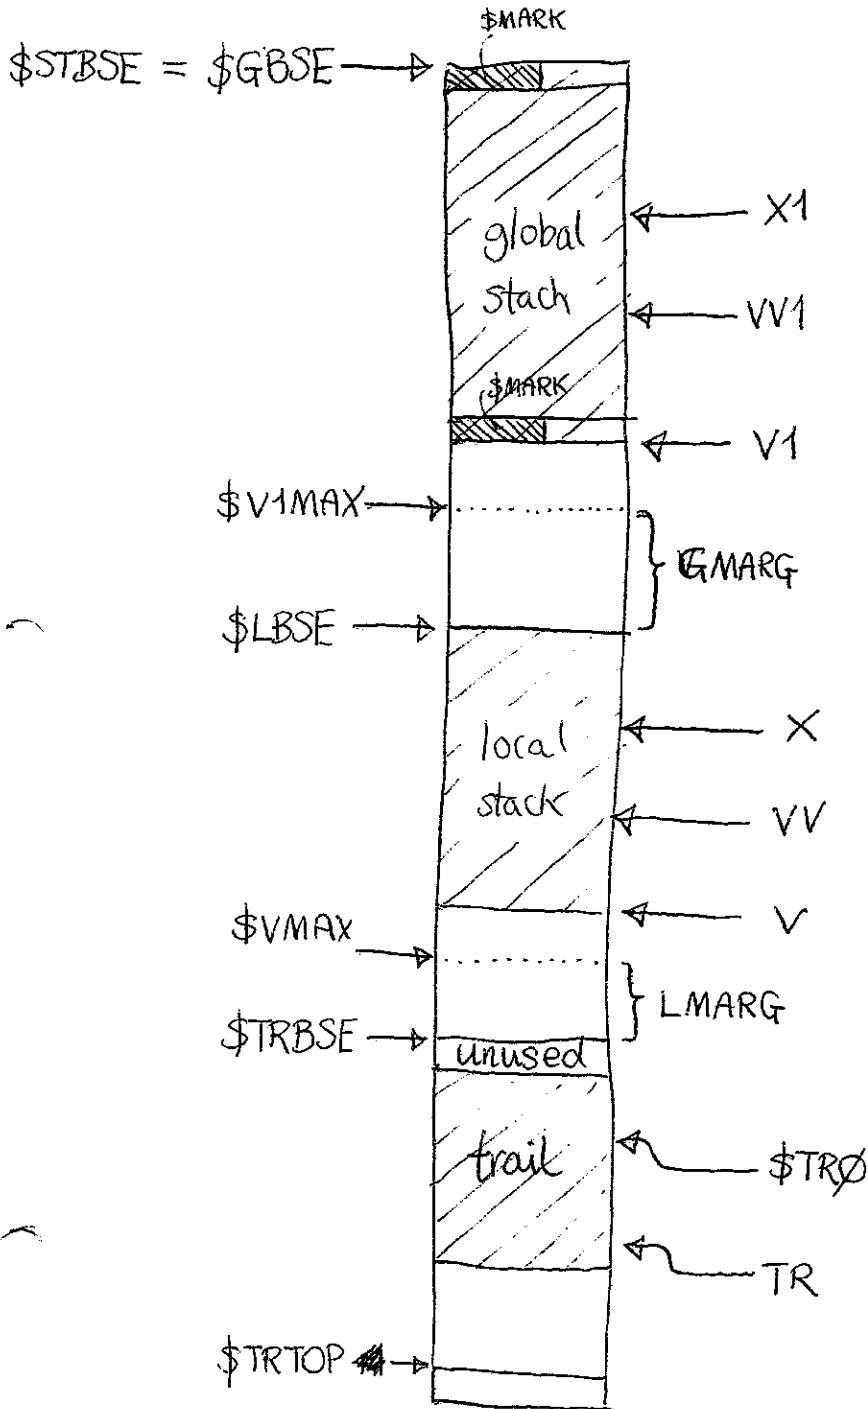 $MARK
$STBSE = $GBSE
X1
global
stack
VV1
$MARK
V1
$V1MAX
GMARG
$LBSE
X
local
stack
VV
V
$VMAX
LMARG
$TRBSE
unused
trail
$TRØ
TR
$TRTOP